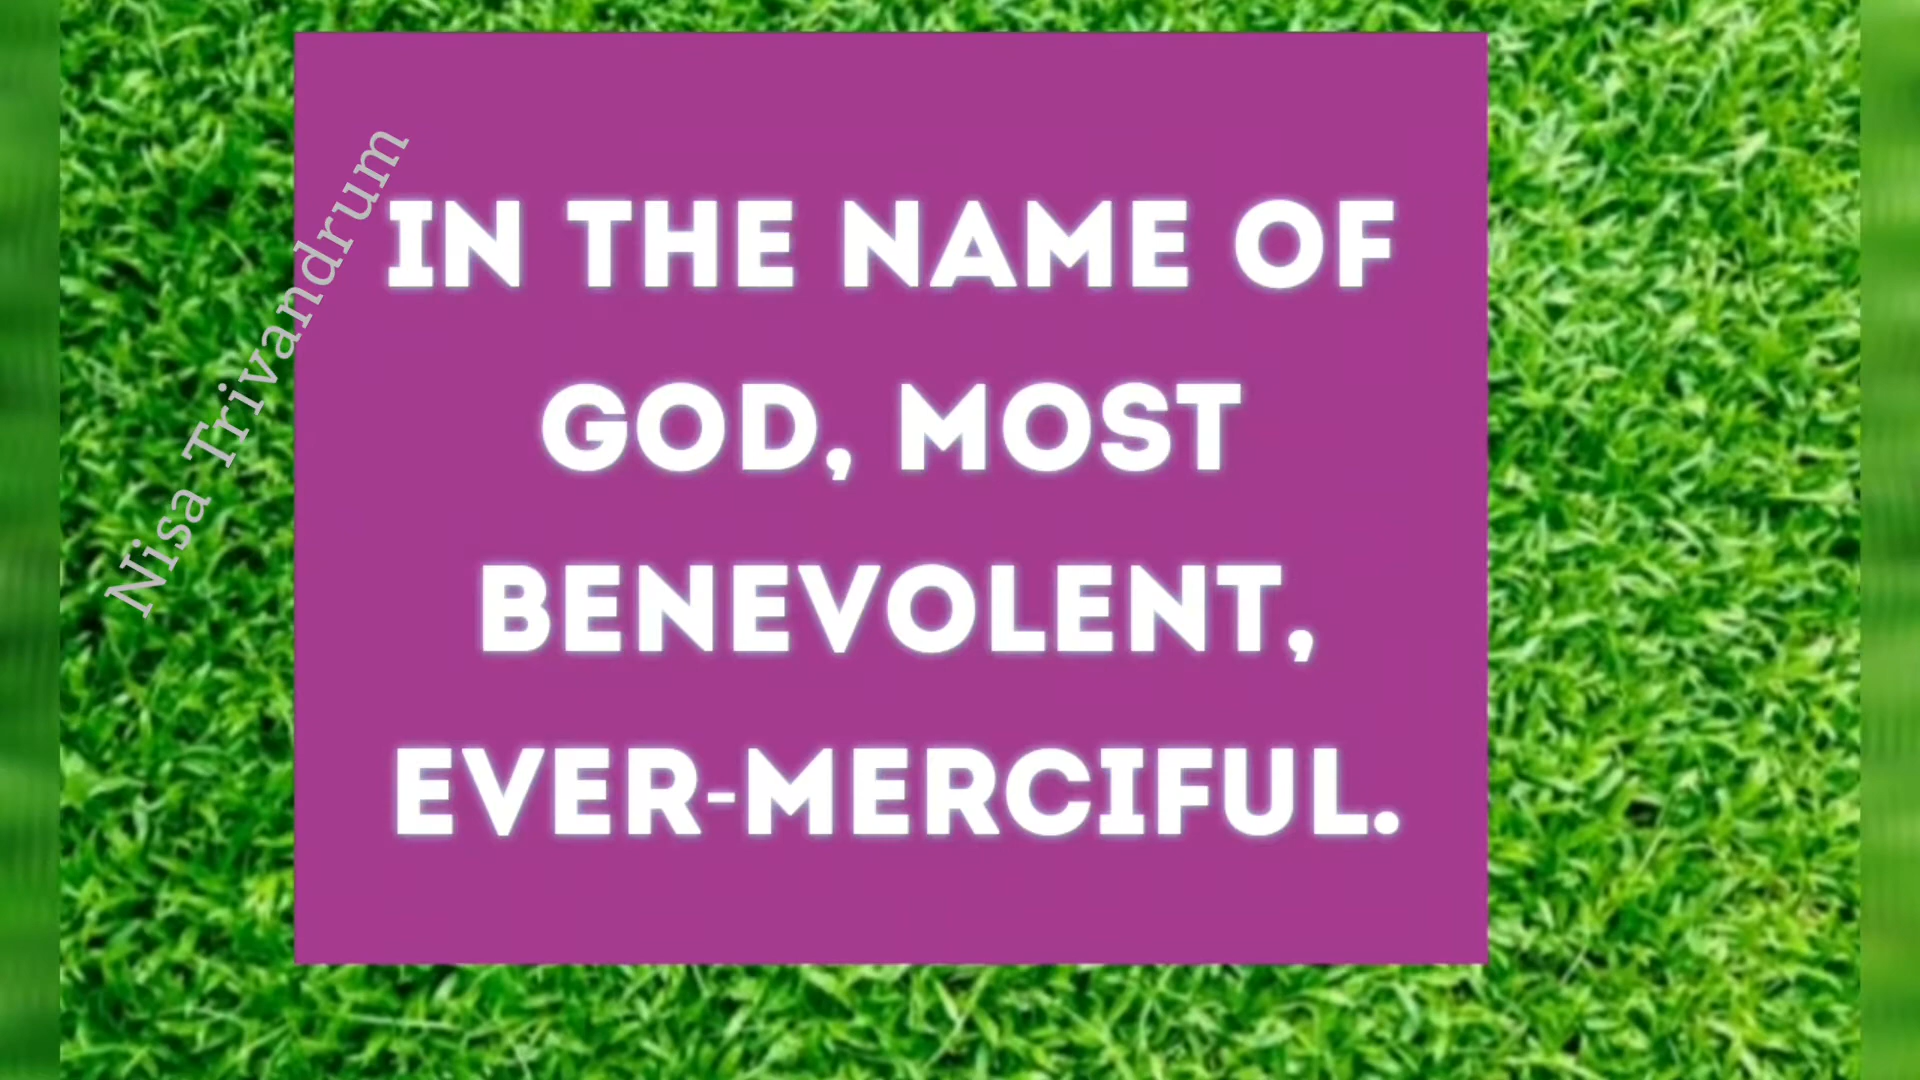 Nisa Trivandrum
IN THE NAME OF
GOD, MOST
BENEVOLENT,
EVER-MERCIFUL.